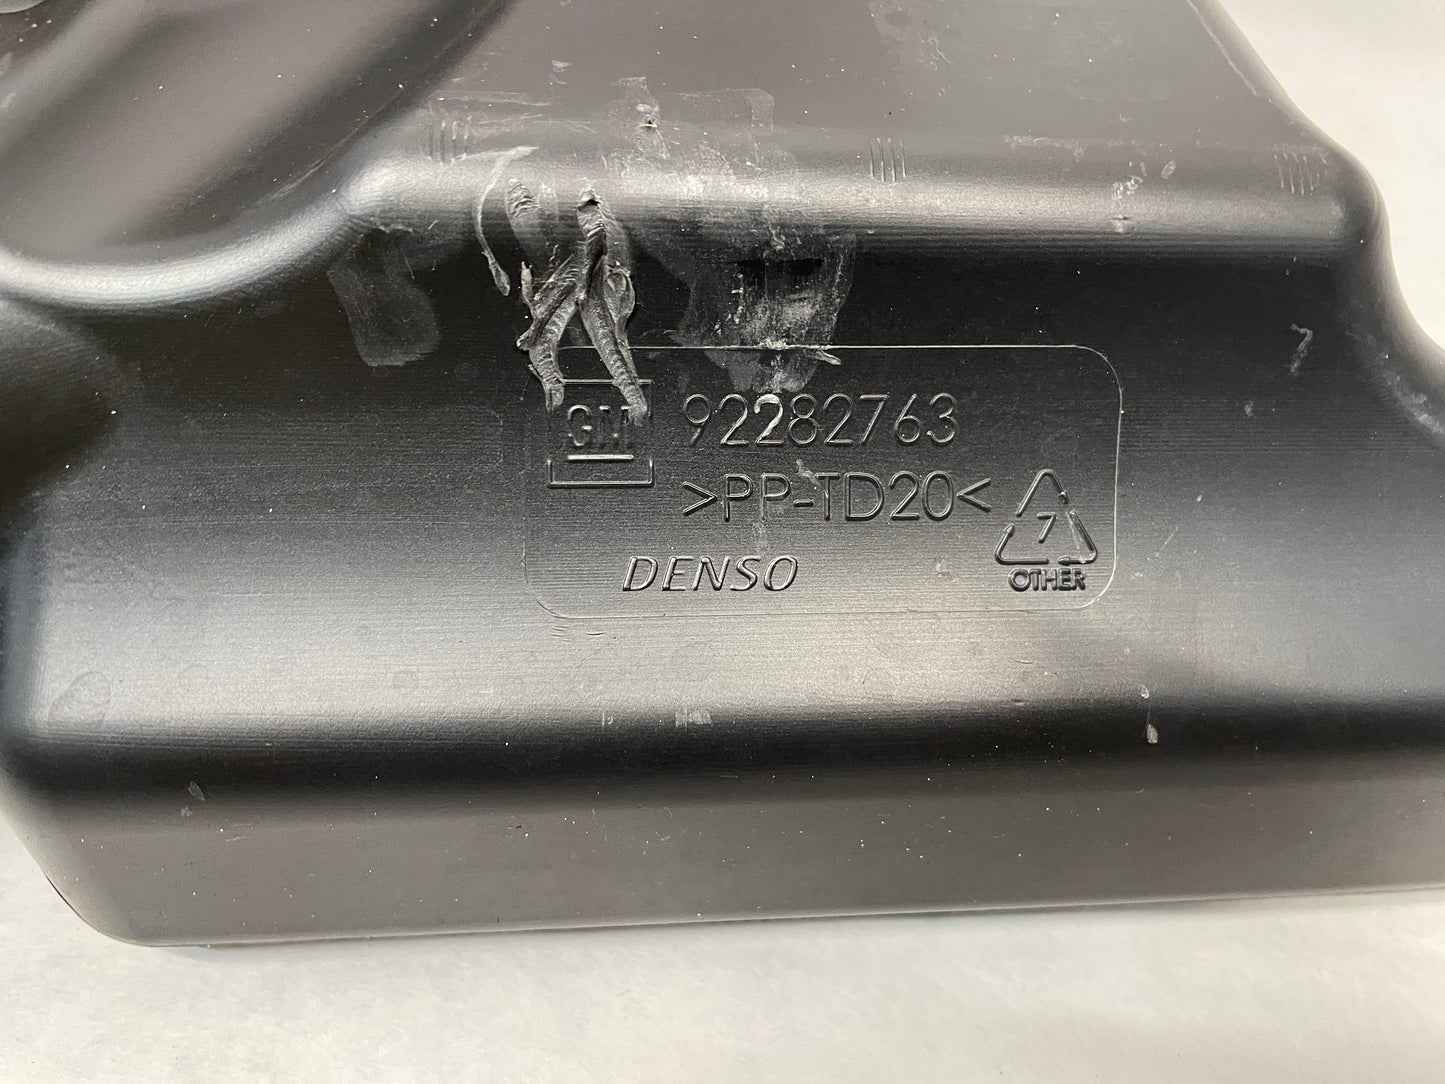 GM 92282763
>PP-TD20<
7
DENSO
OTHER